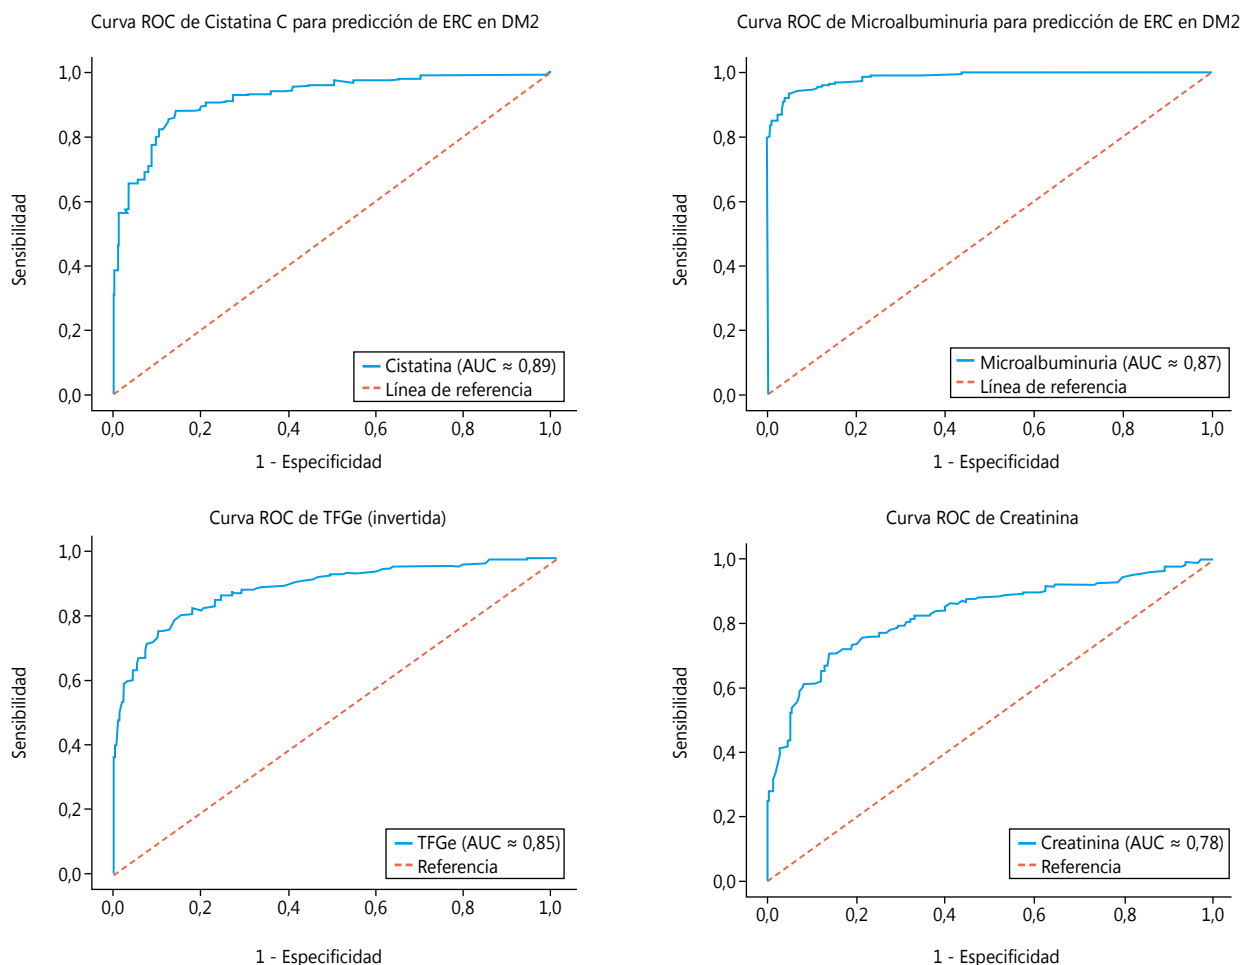 Curva ROC de Cistatina C para predicción de ERC en DM2
Sensibilidad
1,0
0,8
0,6
0,4
0,2
0,0
Cistatina (AUC ≈ 0,89)
Línea de referencia
0,0 0,2 0,4 0,6 0,8 1,0
1 - Especificidad
Curva ROC de Microalbuminuria para predicción de ERC en DM2
Sensibilidad
1,0
0,8
0,6
0,4
0,2
0,0
Microalbuminuria (AUC ≈ 0,87)
Línea de referencia
0,0 0,2 0,4 0,6 0,8 1,0
1 - Especificidad
Curva ROC de TFGe (invertida)
Sensibilidad
1,0
0,8
0,6
0,4
0,2
0,0
TFGe (AUC ≈ 0,85)
Referencia
0,0 0,2 0,4 0,6 0,8 1,0
1 - Especificidad
Curva ROC de Creatinina
Sensibilidad
1,0
0,8
0,6
0,4
0,2
0,0
Creatinina (AUC ≈ 0,78)
Referencia
0,0 0,2 0,4 0,6 0,8 1,0
1 - Especificidad